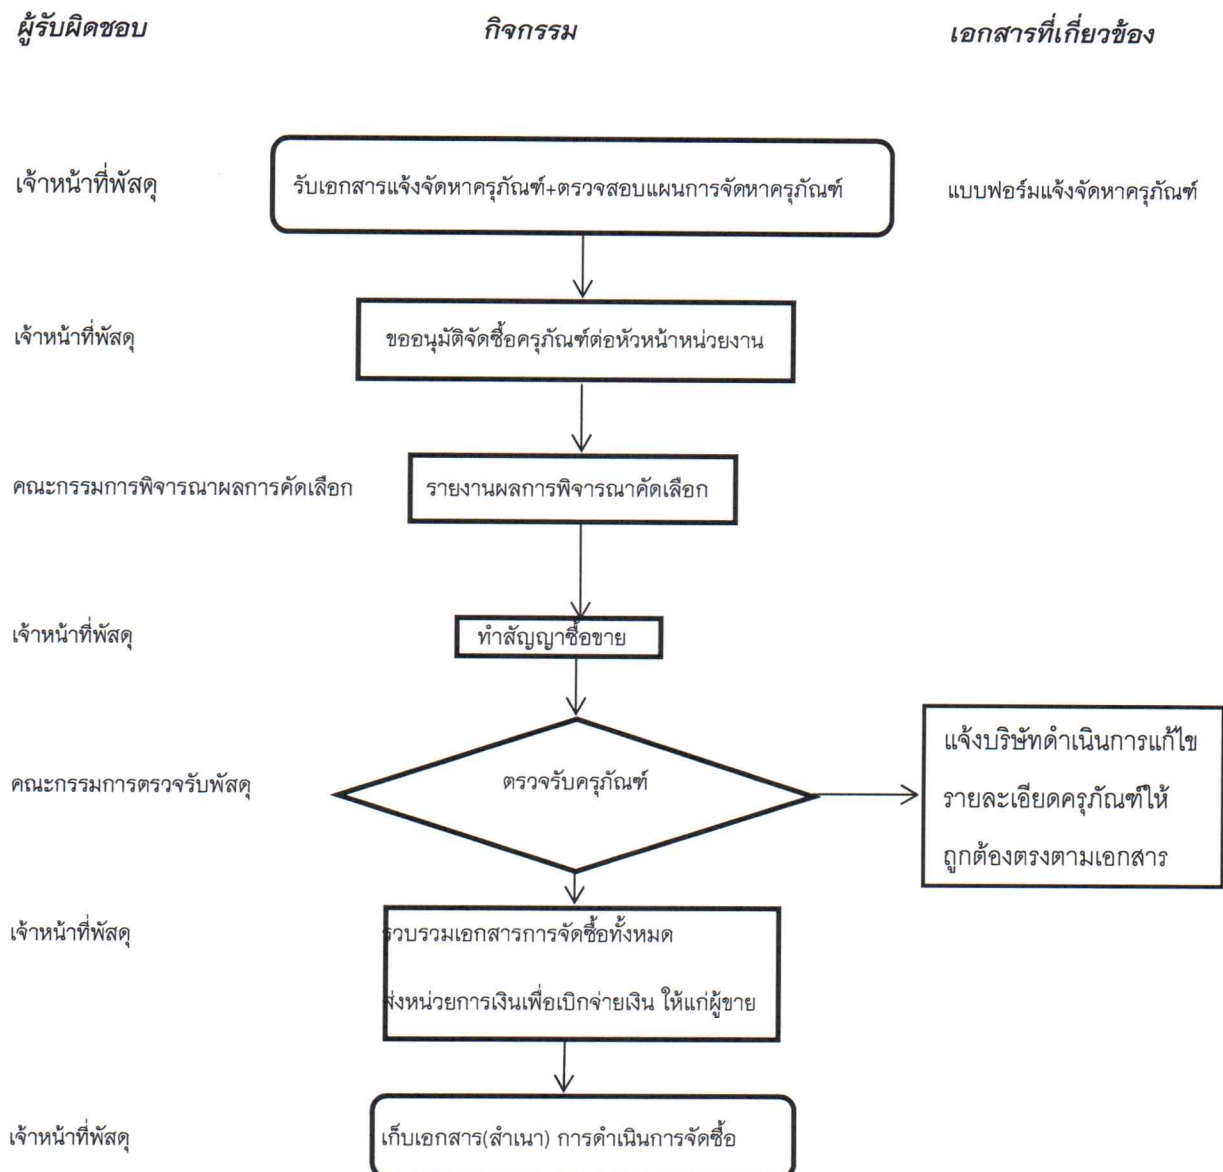 ผู้รับผิดชอบ
กิจกรรม
เอกสารที่เกี่ยวข้อง
เจ้าหน้าที่พัสดุ
รับเอกสารแจ้งจัดหาครุภัณฑ์+ตรวจสอบแผนการจัดหาครุภัณฑ์
แบบฟอร์มแจ้งจัดหาครุภัณฑ์
เจ้าหน้าที่พัสดุ
ขออนุมัติจัดซื้อครุภัณฑ์ต่อหัวหน้าหน่วยงาน
คณะกรรมการพิจารณาผลการคัดเลือก
รายงานผลการพิจารณาคัดเลือก
เจ้าหน้าที่พัสดุ
ทำสัญญาซื้อขาย
คณะกรรมการตรวจรับพัสดุ
ตรวจรับครุภัณฑ์
แจ้งบริษัทดำเนินการแก้ไข
รายละเอียดครุภัณฑ์ให้
ถูกต้องตรงตามเอกสาร
เจ้าหน้าที่พัสดุ
รวบรวมเอกสารการจัดซื้อทั้งหมด
ส่งหน่วยการเงินเพื่อเบิกจ่ายเงิน ให้แก่ผู้ขาย
เจ้าหน้าที่พัสดุ
เก็บเอกสาร(สำเนา) การดำเนินการจัดซื้อ